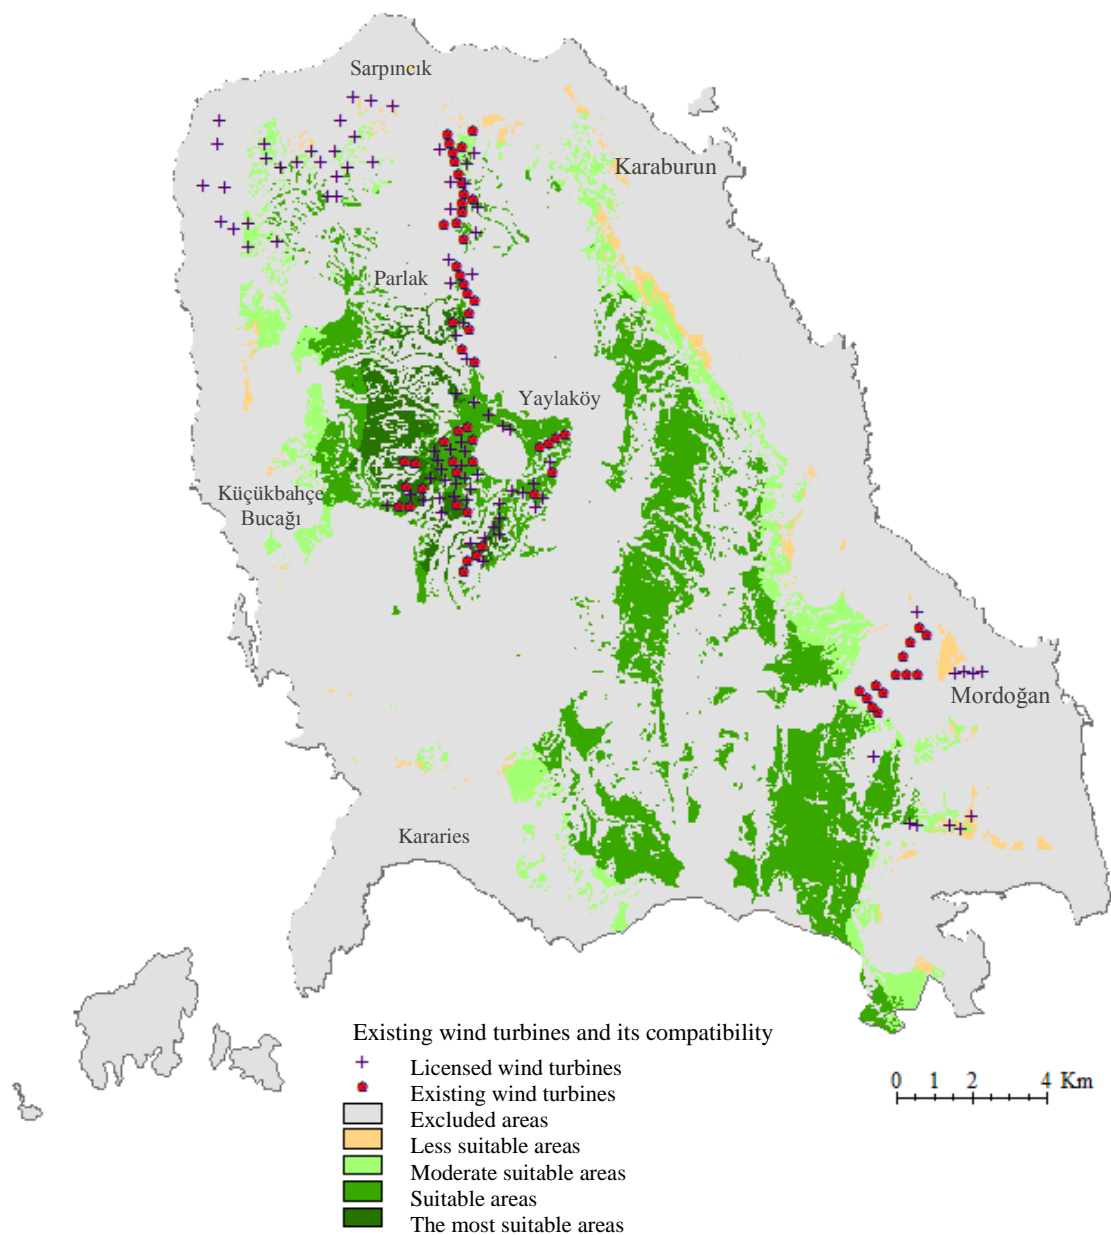 Sarpıncık
Karaburun
Parlak
Yaylaköy
Küçükbahçe
Bucağı
Mordoğan
Kararies
Existing wind turbines and its compatibility
Licensed wind turbines
Existing wind turbines
Excluded areas
Less suitable areas
Moderate suitable areas
Suitable areas
The most suitable areas
0 1 2 4 Km